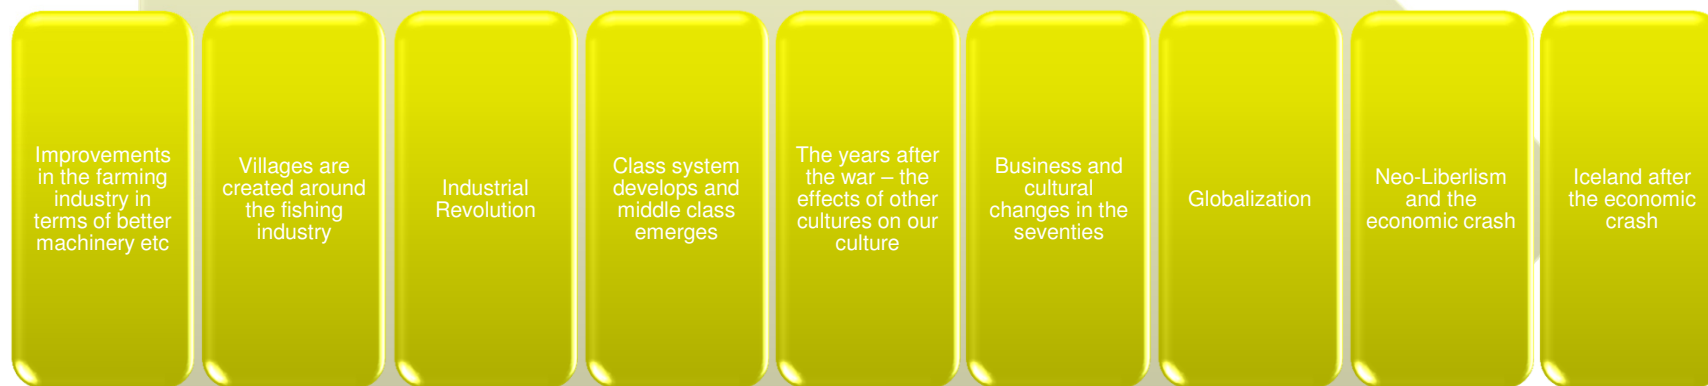 Improvements
in the farming
industry in
terms of better
machinery etc
Villages are
created around
the fishing
industry
Industrial
Revolution
Class system
develops and
middle class
emerges
The years after
the war – the
effects of other
cultures on our
culture
Business and
cultural
changes in the
seventies
Globalization
Neo-Liberlism
and the
economic crash
Iceland after
the economic
crash